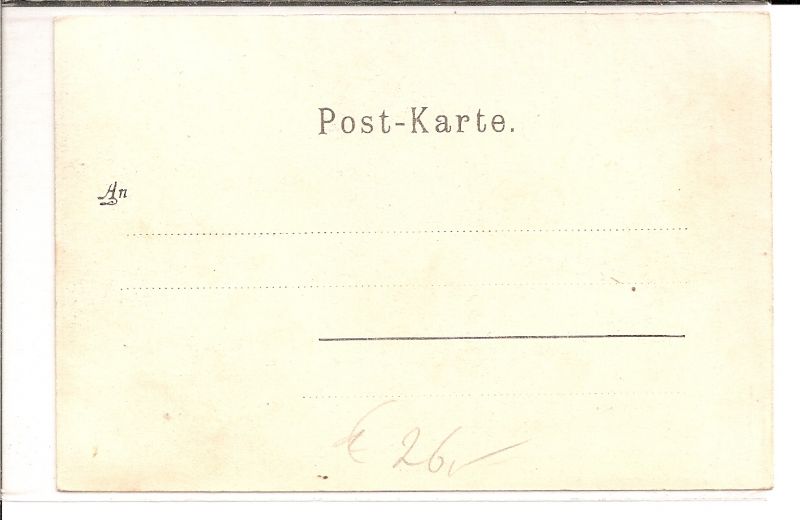 Post-Karte.
An
€ 26,-